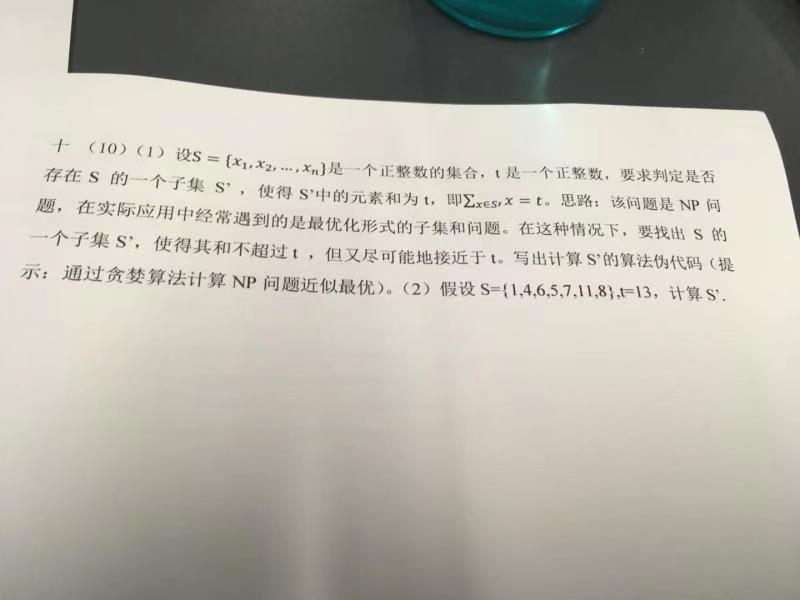 十 （10）（1）设S = {x₁, x₂, ..., xₙ}是一个正整数的集合，t 是一个正整数，要求判定是否
存在 S 的一个子集 S’，使得 S’中的元素和为 t，即∑ₓ∈S′ x = t。思路：该问题是 NP 问
题，在实际应用中经常遇到的是最优化形式的子集和问题。在这种情况下，要找出 S 的
一个子集 S’，使得其和不超过 t ，但又尽可能地接近于 t。写出计算 S’的算法伪代码（提
示：通过贪婪算法计算 NP 问题近似最优）。（2）假设 S={1,4,6,5,7,11,8},t=13，计算 S’.